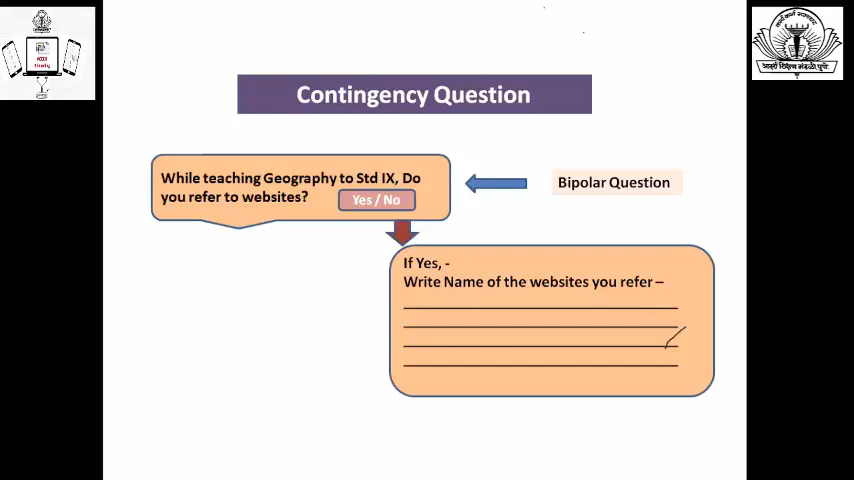 Contingency Question
While teaching Geography to Std IX, Do
you refer to websites?
Yes / No
Bipolar Question
If Yes, -
Write Name of the websites you refer –